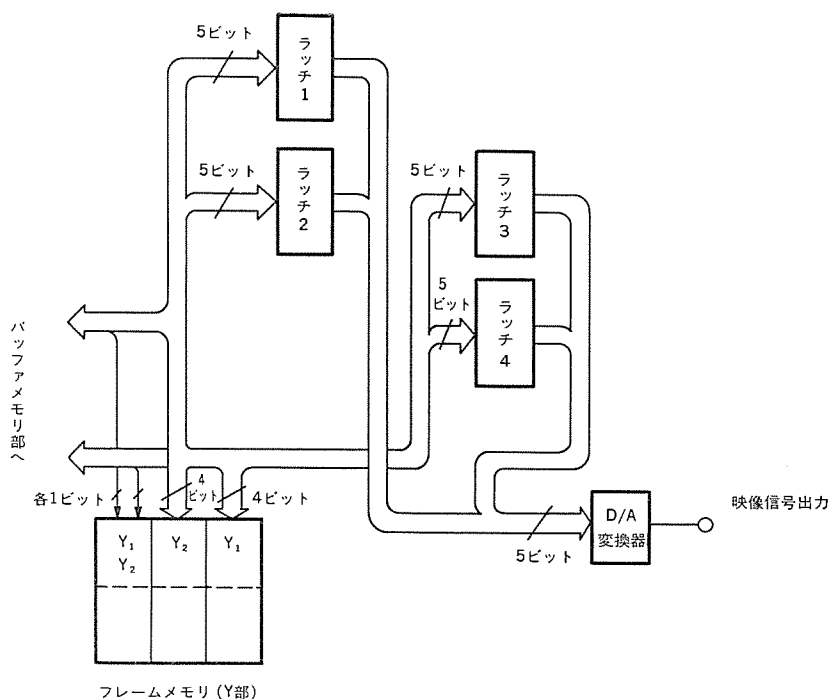 5ビット
ラッチ1
5ビット
ラッチ2
5ビット
ラッチ3
5
ビット
ラッチ4
バッファメモリ部へ
各1ビット
4
ビット
4ビット
Y₁
Y₂
Y₂
Y₁
フレームメモリ(Y部)
5ビット
D/A
変換器
映像信号出力